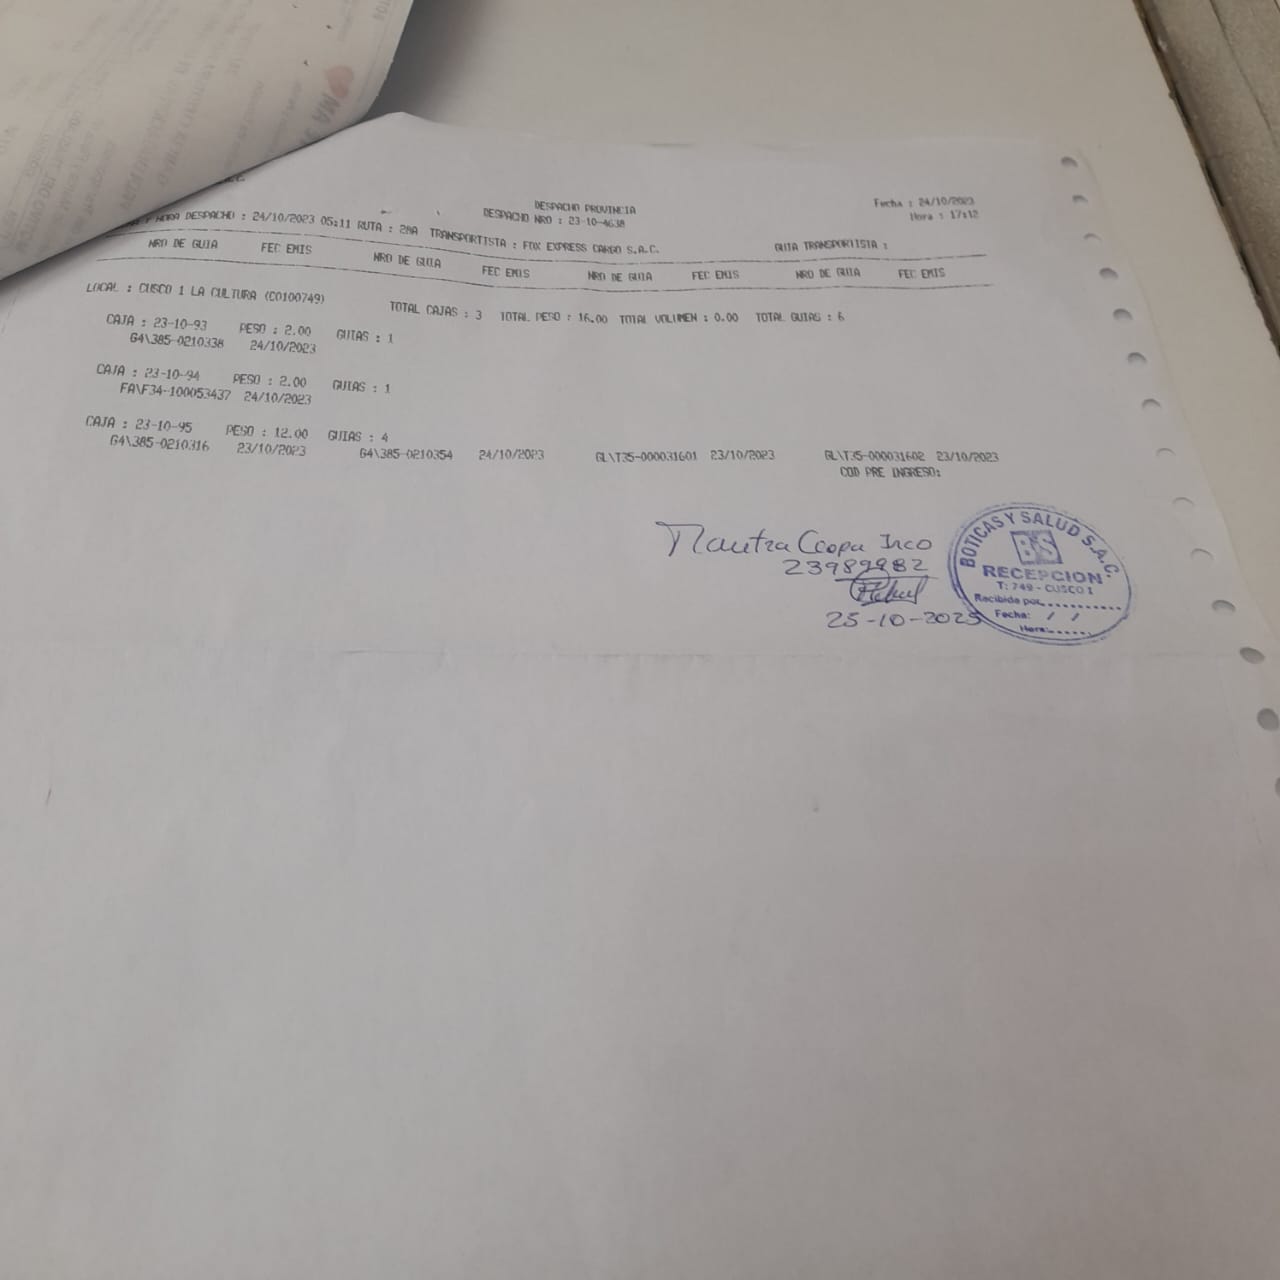 DESPACHO PROVINCIA
Fecha : 24/10/2023
DESPACHO NRO : 23-10-4638
Hora : 17:12
Y HORA DESPACHO : 24/10/2023 05:11 RUTA : 28A TRANSPORTISTA : FOX EXPRESS CARGO S.A.C. GUIA TRANSPORTISTA :
NRO DE GUIA FEC EMIS NRO DE GUIA FEC EMIS NRO DE GUIA FEC EMIS NRO DE GUIA FEC EMIS
LOCAL : CUSCO 1 LA CULTURA (C0100749) TOTAL CAJAS : 3 TOTAL PESO : 16.00 TOTAL VOLUMEN : 0.00 TOTAL GUIAS : 6
CAJA : 23-10-93 PESO : 2.00 GUIAS : 1
G4\385-0210338 24/10/2023
CAJA : 23-10-94 PESO : 2.00 GUIAS : 1
FA\F34-100053437 24/10/2023
CAJA : 23-10-95 PESO : 12.00 GUIAS : 4
G4\385-0210316 23/10/2023 G4\385-0210354 24/10/2023 GL\T35-000031601 23/10/2023 GL\T35-000031602 23/10/2023
COD PRE INGRESO:
Ccopa Inco
23989982
25-10-2023
BOTICAS Y SALUD S.A.C.
BS
RECEPCION
T: 749 - CUSCO 1
Recibido por
Fecha: / /
Hora: